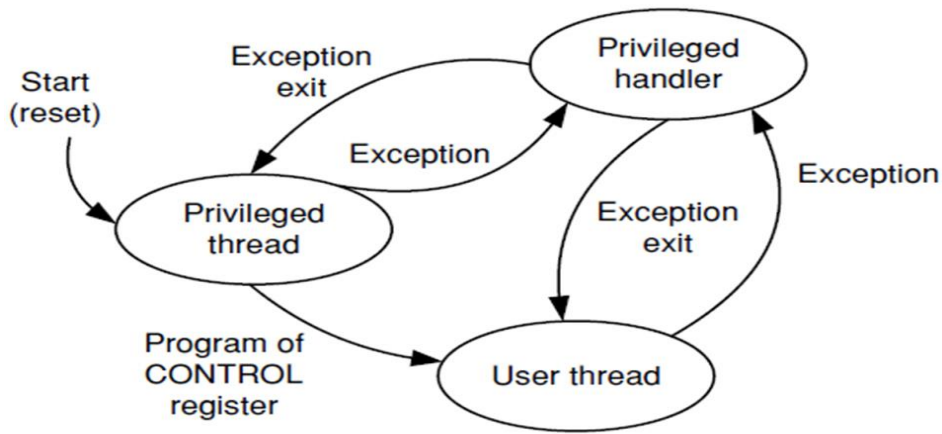 Privileged
handler
Exception
exit
Start
(reset)
Exception
Exception
Privileged
thread
Exception
exit
Program of
CONTROL
register
User thread